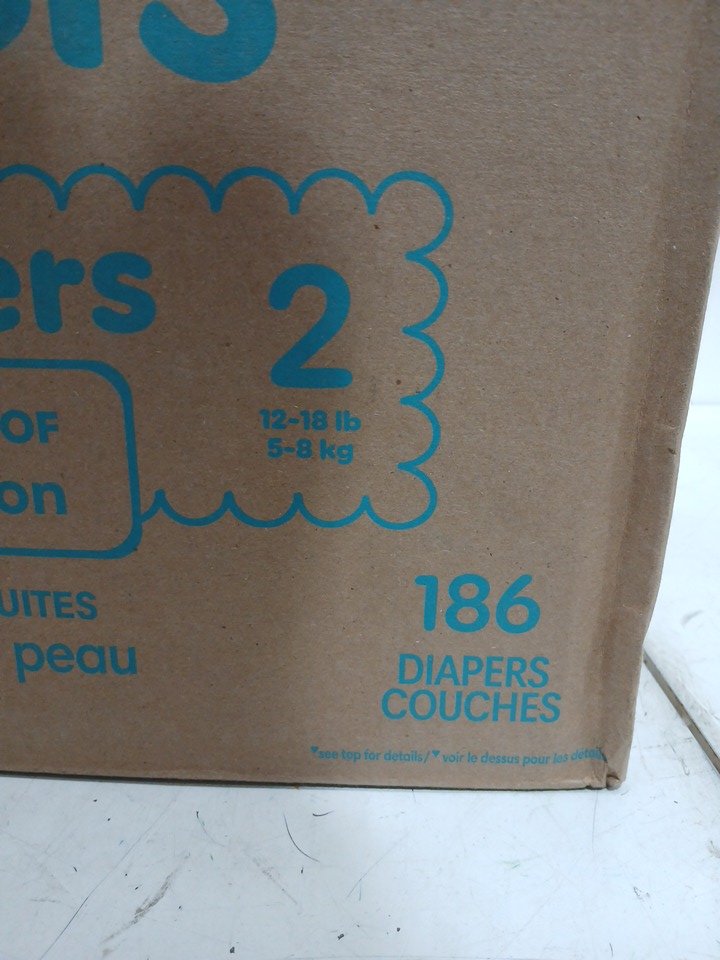 ers
2
12-18 lb
5-8 kg
OF
on
UITES
peau
186
DIAPERS
COUCHES
▼see top for details/▼voir le dessus pour les détails